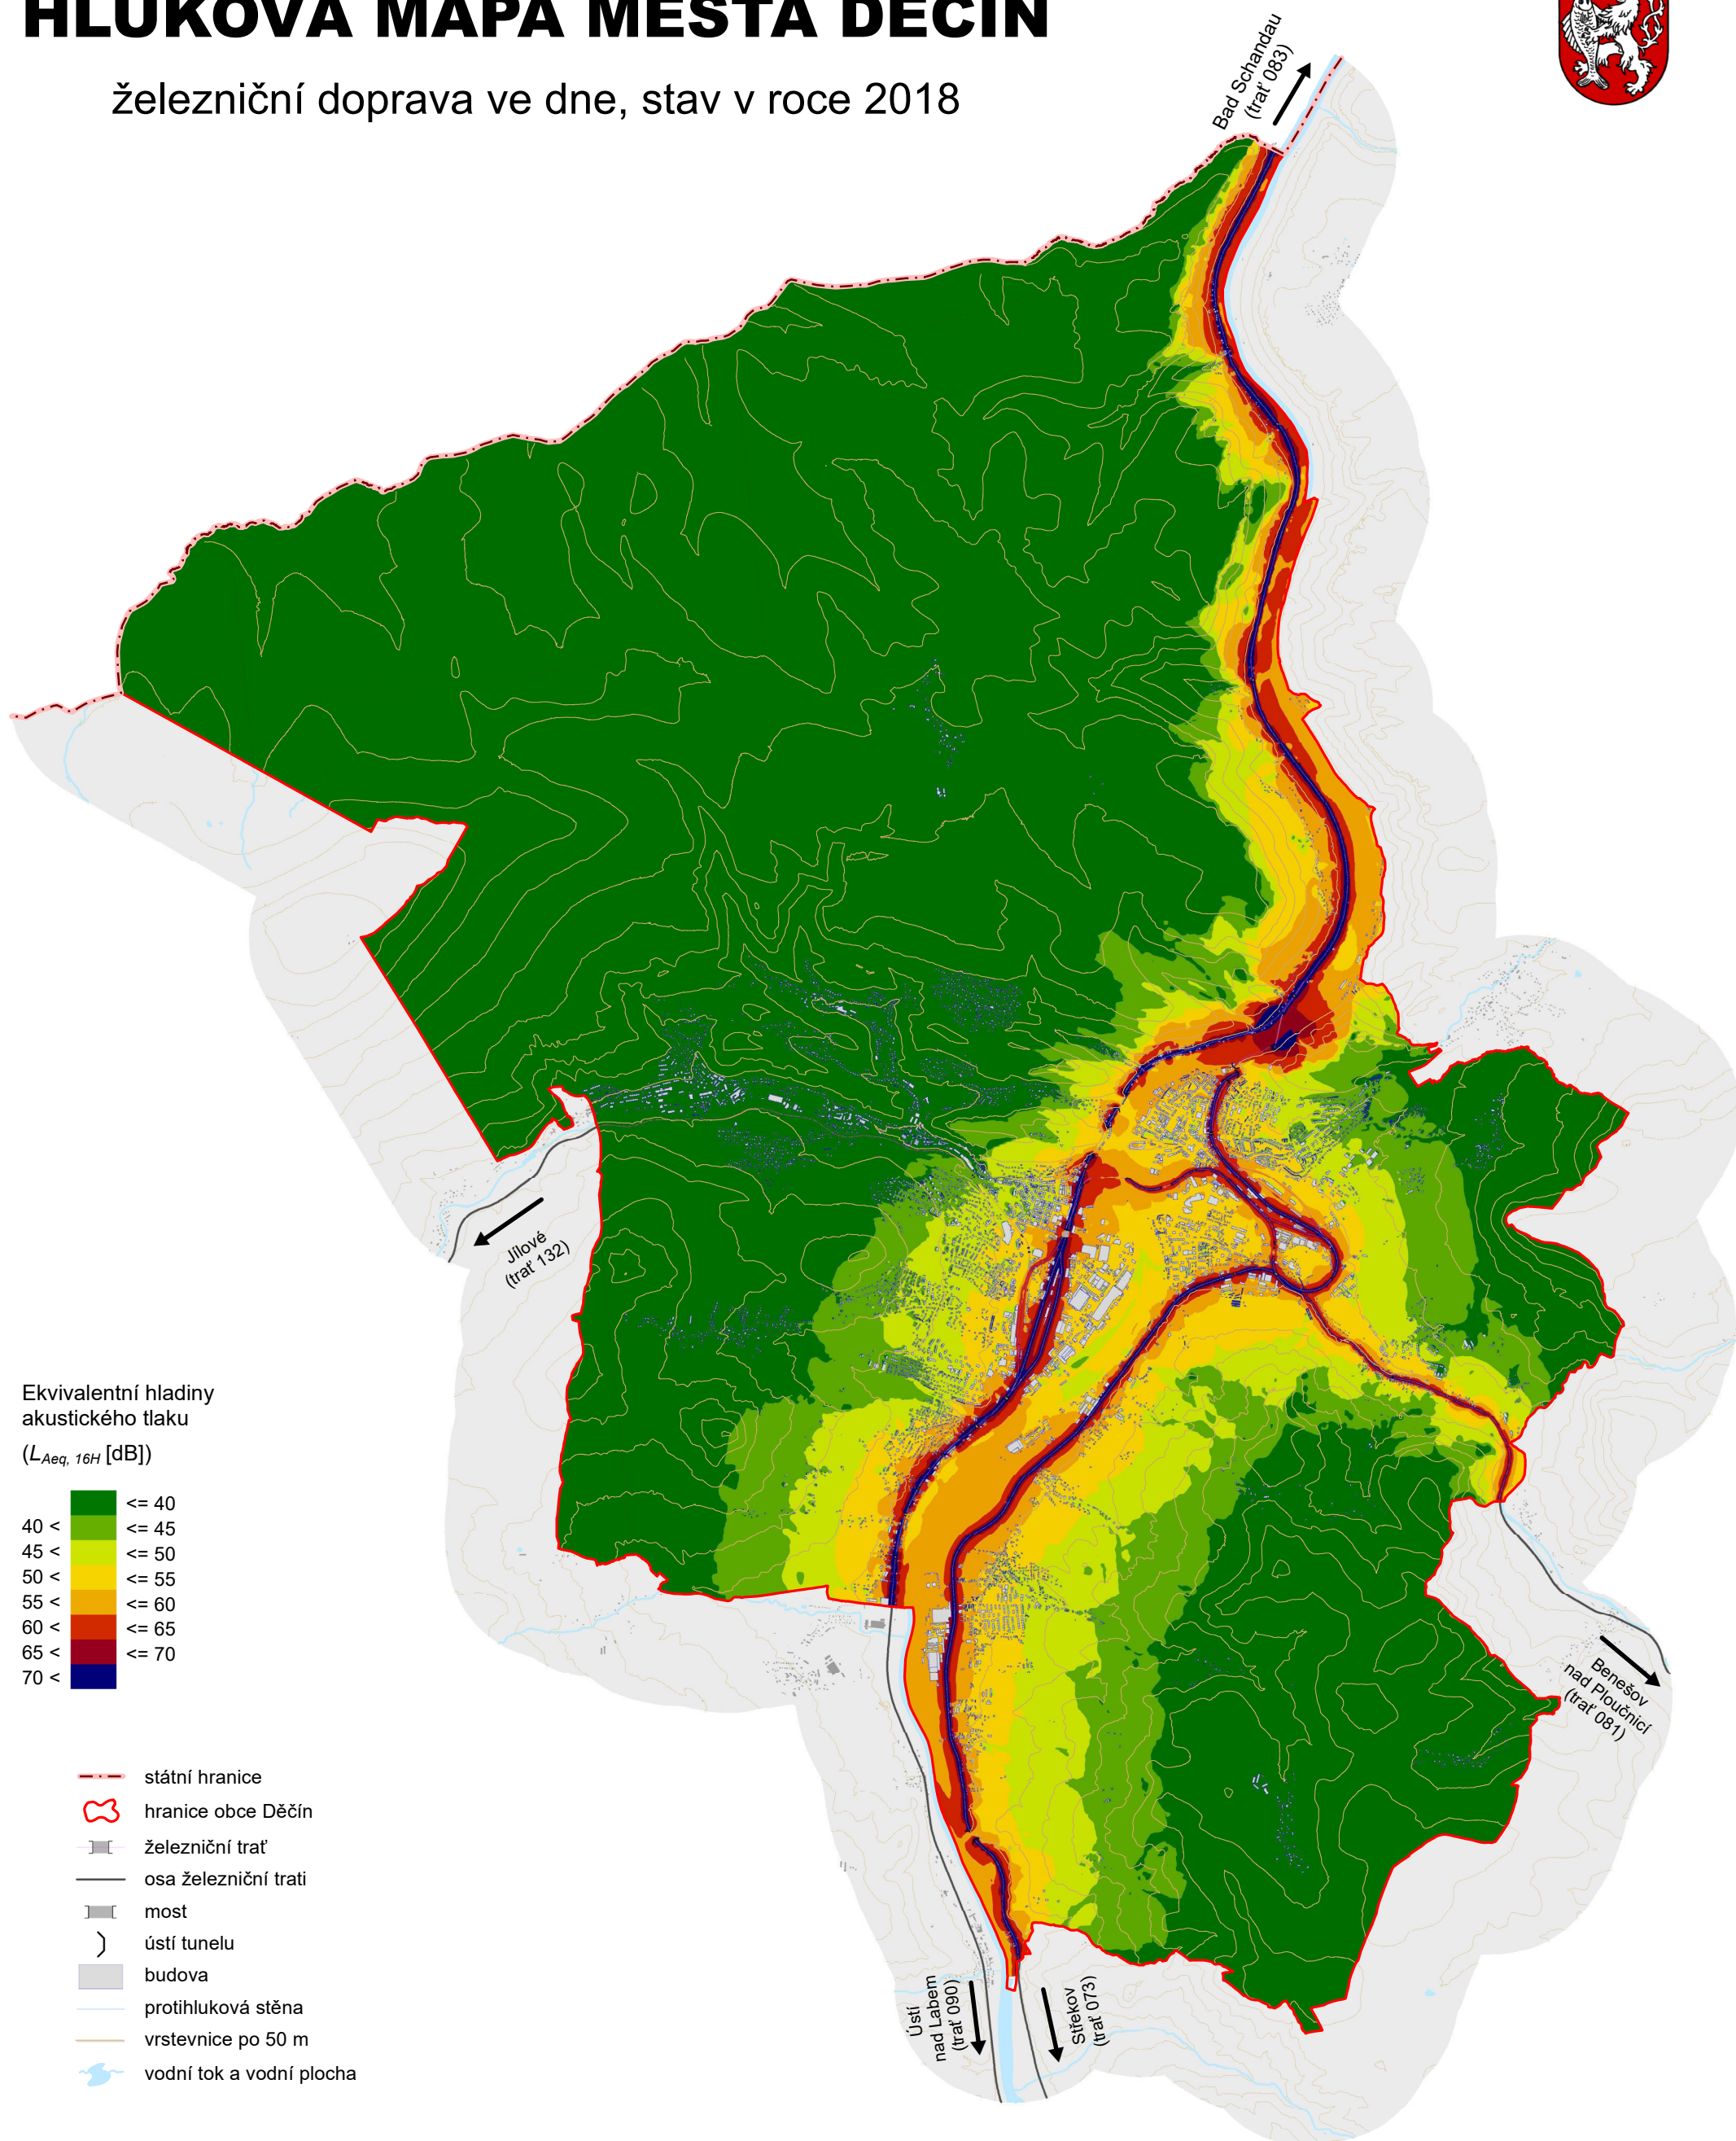 HLUKOVÁ MAPA MĚSTA DĚČÍN
železniční doprava ve dne, stav v roce 2018
Bad Schandau
(trať 083)
Jílové
(trať 132)
Ekvivalentní hladiny
akustického tlaku
(LAeq, 16H [dB])
<= 40
40 < <= 45
45 < <= 50
50 < <= 55
55 < <= 60
60 < <= 65
65 < <= 70
70 <
Benešov
nad Ploučnicí
(trať 081)
státní hranice
hranice obce Děčín
železniční trať
osa železniční trati
most
ústí tunelu
budova
protihluková stěna
vrstevnice po 50 m
vodní tok a vodní plocha
Ústí
nad Labem
(trať 090)
Střekov
(trať 073)